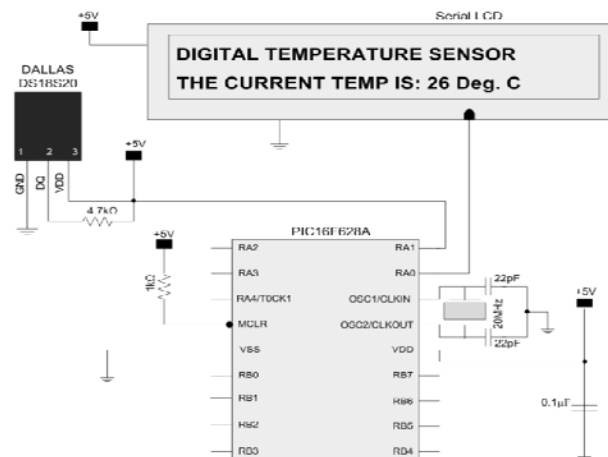 +5V
Serial LCD
DIGITAL TEMPERATURE SENSOR
THE CURRENT TEMP IS: 26 Deg. C
DALLAS
DS18S20
1 2 3
GND
DQ
VDD
+5V
4.7kΩ
+5V
1kΩ
PIC16F628A
RA2 RA1
RA3 RA0
RA4/T0CK1 OSC1/CLKIN
MCLR OSC2/CLKOUT
VSS VDD
RB0 RB7
RB1 RB6
RB2 RB5
RB3 RB4
22pF
20MHz
22pF
+5V
0.1µF